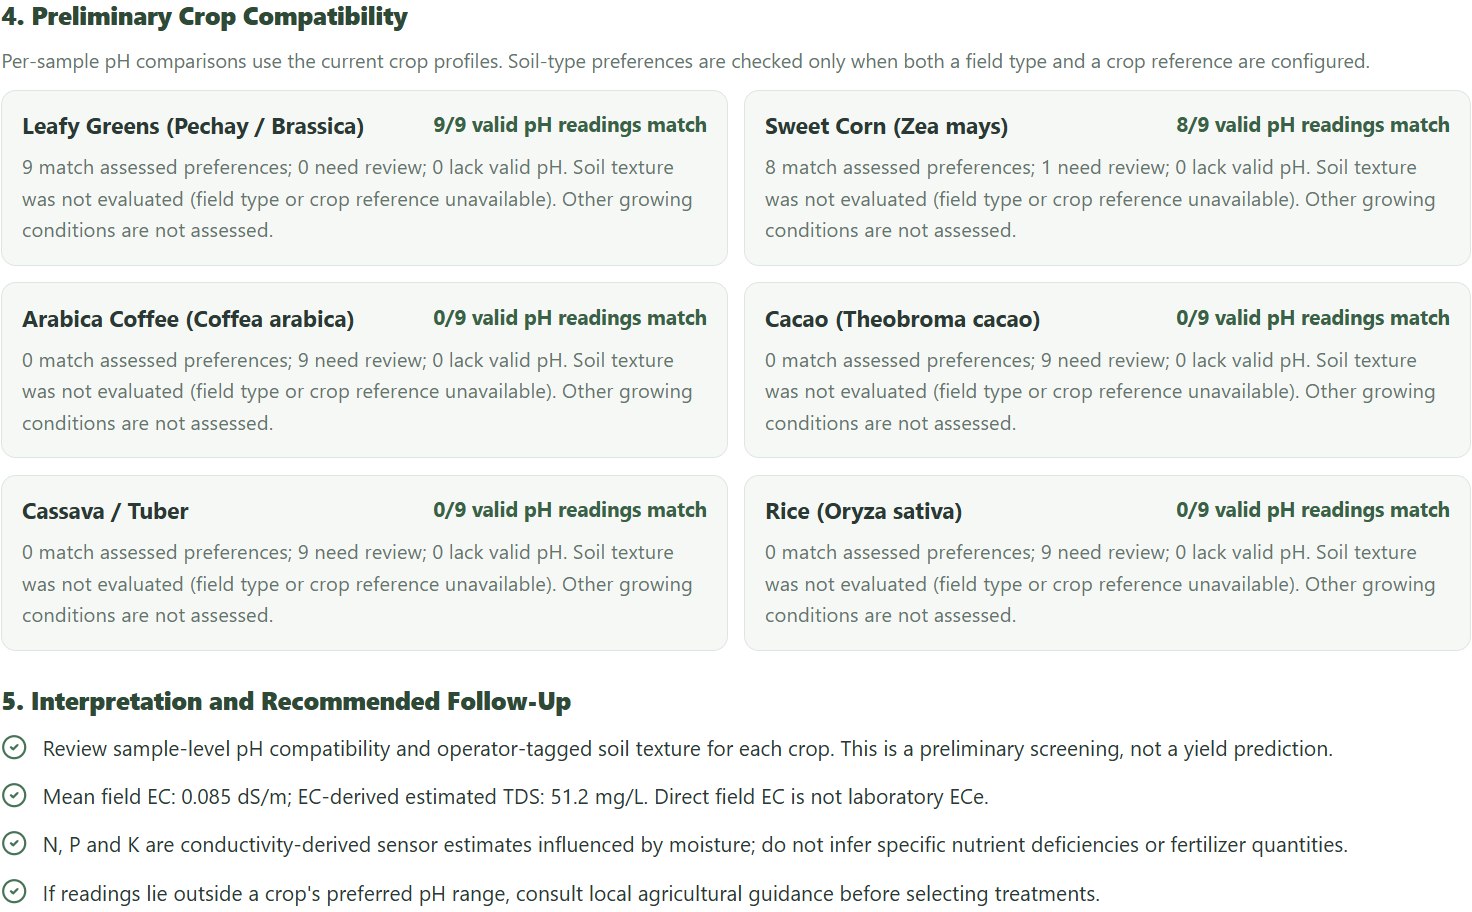 4. Preliminary Crop Compatibility
Per-sample pH comparisons use the current crop profiles. Soil-type preferences are checked only when both a field type and a crop reference are configured.
Leafy Greens (Pechay / Brassica)
9/9 valid pH readings match
9 match assessed preferences; 0 need review; 0 lack valid pH. Soil texture
was not evaluated (field type or crop reference unavailable). Other growing
conditions are not assessed.
Sweet Corn (Zea mays)
8/9 valid pH readings match
8 match assessed preferences; 1 need review; 0 lack valid pH. Soil texture
was not evaluated (field type or crop reference unavailable). Other growing
conditions are not assessed.
Arabica Coffee (Coffea arabica)
0/9 valid pH readings match
0 match assessed preferences; 9 need review; 0 lack valid pH. Soil texture
was not evaluated (field type or crop reference unavailable). Other growing
conditions are not assessed.
Cacao (Theobroma cacao)
0/9 valid pH readings match
0 match assessed preferences; 9 need review; 0 lack valid pH. Soil texture
was not evaluated (field type or crop reference unavailable). Other growing
conditions are not assessed.
Cassava / Tuber
0/9 valid pH readings match
0 match assessed preferences; 9 need review; 0 lack valid pH. Soil texture
was not evaluated (field type or crop reference unavailable). Other growing
conditions are not assessed.
Rice (Oryza sativa)
0/9 valid pH readings match
0 match assessed preferences; 9 need review; 0 lack valid pH. Soil texture
was not evaluated (field type or crop reference unavailable). Other growing
conditions are not assessed.
5. Interpretation and Recommended Follow-Up
Review sample-level pH compatibility and operator-tagged soil texture for each crop. This is a preliminary screening, not a yield prediction.
Mean field EC: 0.085 dS/m; EC-derived estimated TDS: 51.2 mg/L. Direct field EC is not laboratory ECe.
N, P and K are conductivity-derived sensor estimates influenced by moisture; do not infer specific nutrient deficiencies or fertilizer quantities.
If readings lie outside a crop's preferred pH range, consult local agricultural guidance before selecting treatments.